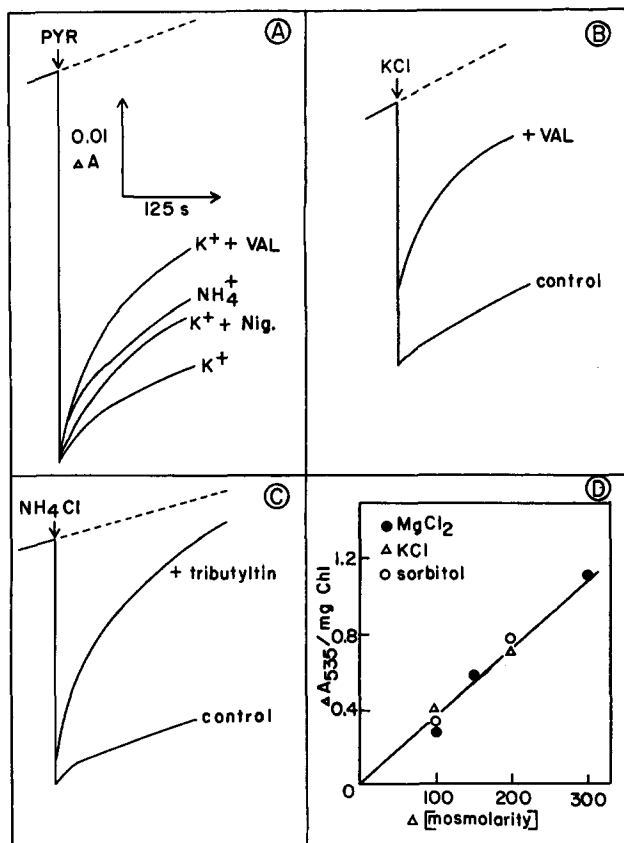 A
PYR
0.01
ΔA
125 s
K+ + VAL
NH4+
K+ + Nig.
K+
B
KCl
+ VAL
control
C
NH4Cl
+ tributyltin
control
D
● MgCl2
△ KCl
○ sorbitol
ΔA535/mg Chl
1.2
0.8
0.4
0
100
200
300
Δ [mosmolarity]